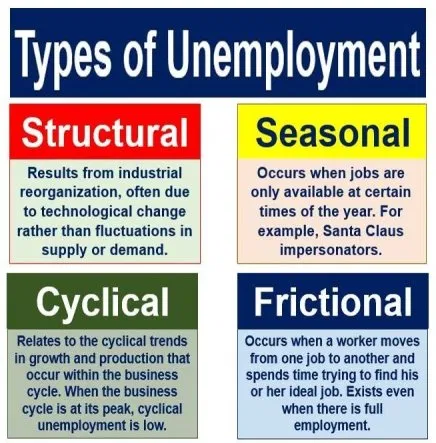 Types of Unemployment
Structural
Results from industrial
reorganization, often due
to technological change
rather than fluctuations in
supply or demand.
Seasonal
Occurs when jobs are
only available at certain
times of the year. For
example, Santa Claus
impersonators.
Cyclical
Relates to the cyclical trends
in growth and production that
occur within the business
cycle. When the business
cycle is at its peak, cyclical
unemployment is low.
Frictional
Occurs when a worker moves
from one job to another and
spends time trying to find his
or her ideal job. Exists even
when there is full
employment.